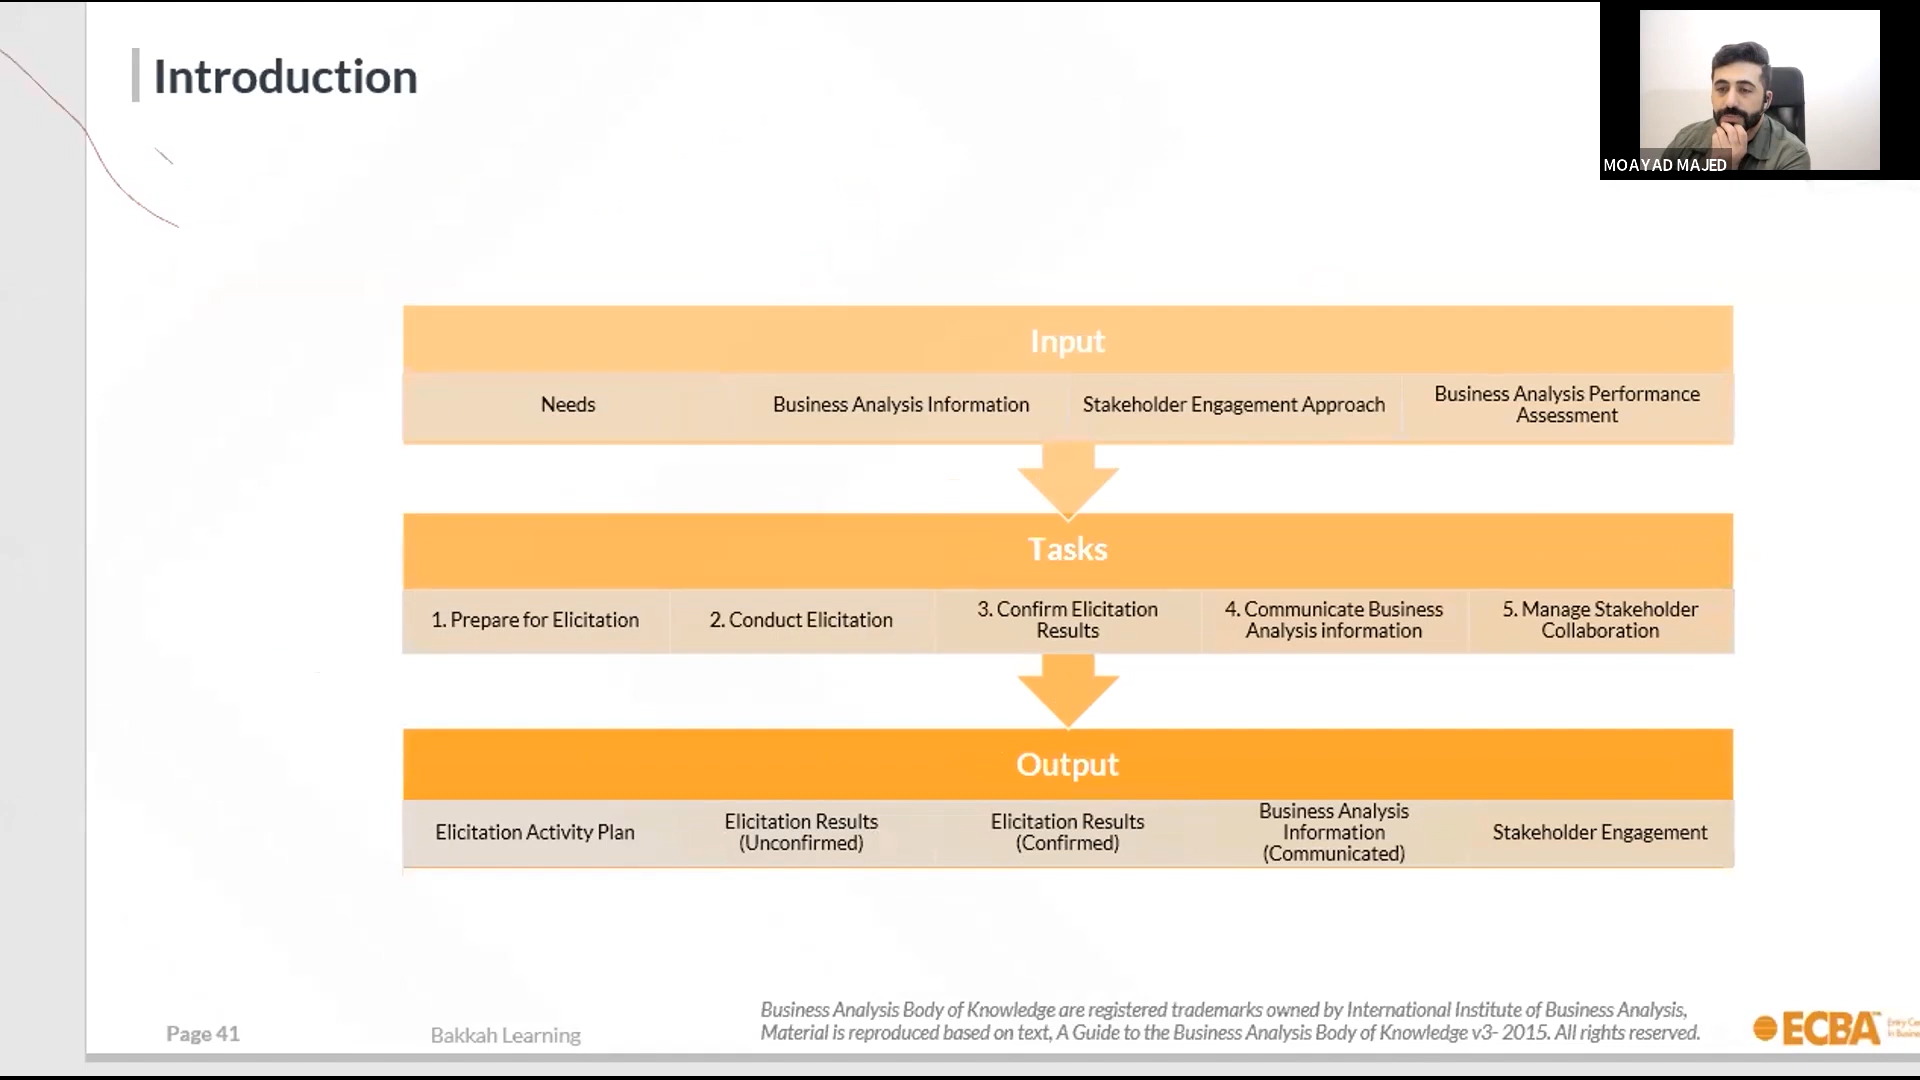 Introduction
MOAYAD MAJED
Input
Needs
Business Analysis Information
Stakeholder Engagement Approach
Business Analysis Performance
Assessment
Tasks
1. Prepare for Elicitation
2. Conduct Elicitation
3. Confirm Elicitation
Results
4. Communicate Business
Analysis information
5. Manage Stakeholder
Collaboration
Output
Elicitation Activity Plan
Elicitation Results
(Unconfirmed)
Elicitation Results
(Confirmed)
Business Analysis
Information
(Communicated)
Stakeholder Engagement
Page 41
Bakkah Learning
Business Analysis Body of Knowledge are registered trademarks owned by International Institute of Business Analysis,
Material is reproduced based on text, A Guide to the Business Analysis Body of Knowledge v3- 2015. All rights reserved.
ECBA